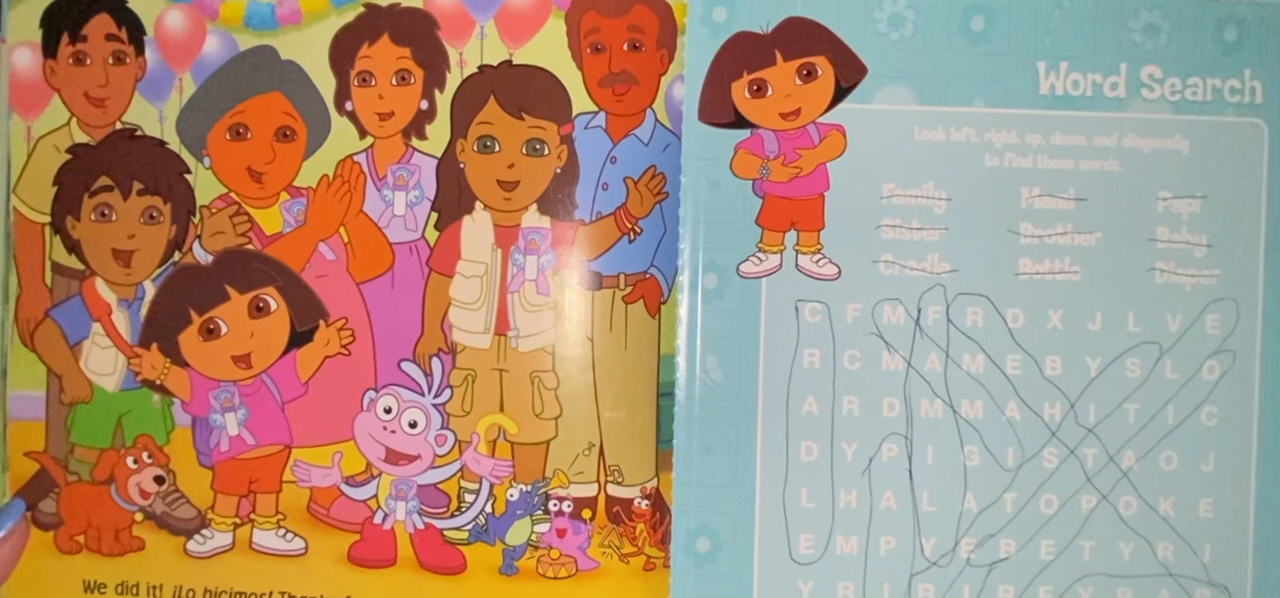 We did it! ¡Lo hicimos!
Word Search
Look left, right, up, down, and diagonally
to find these words.
Family Mami Papi
Sister Brother Baby
Cradle Bottle Diaper
C F M F R D X J L V E
R C M A M E B Y S L D
A R D M M A H I T I C
D Y P I G I S T A O J
L H A L A T O P O K E
E M P Y E B E T Y R J